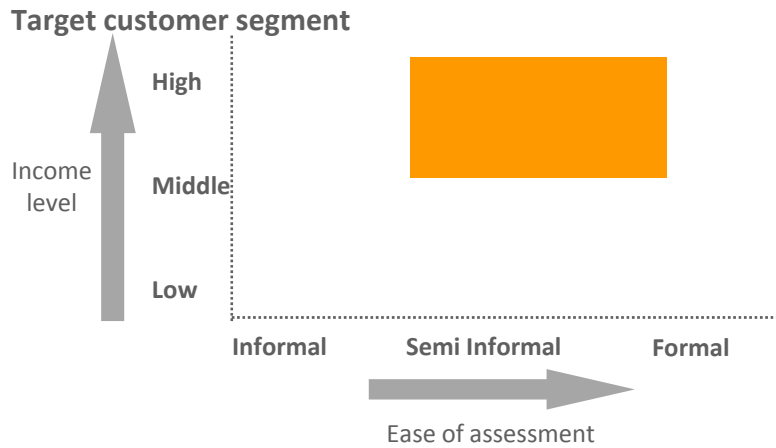 Target customer segment
High
Income
level
Middle
Low
Informal Semi Informal Formal
Ease of assessment